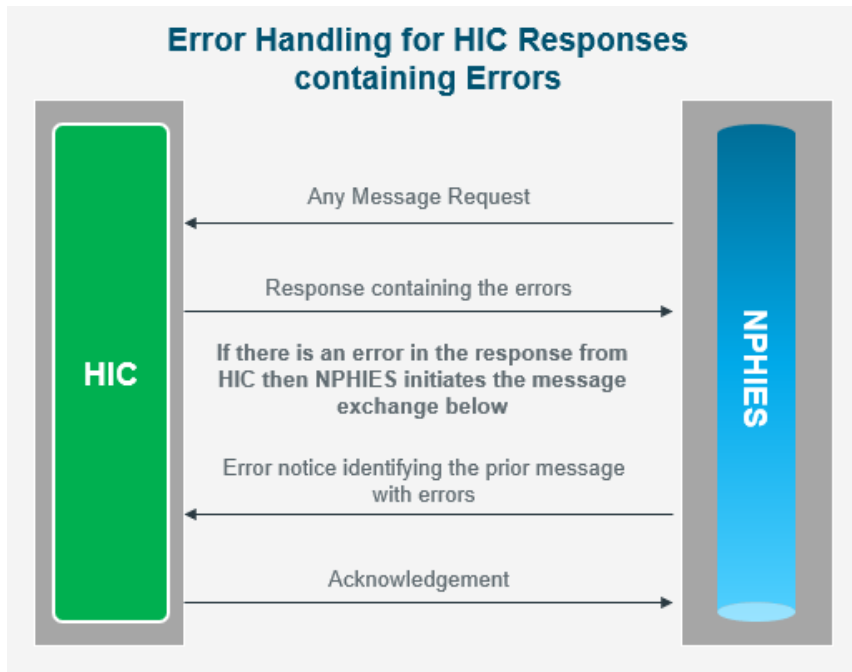 Error Handling for HIC Responses
containing Errors
Any Message Request
Response containing the errors
HIC
If there is an error in the response from
HIC then NPHIES initiates the message
exchange below
NPHIES
Error notice identifying the prior message
with errors
Acknowledgement